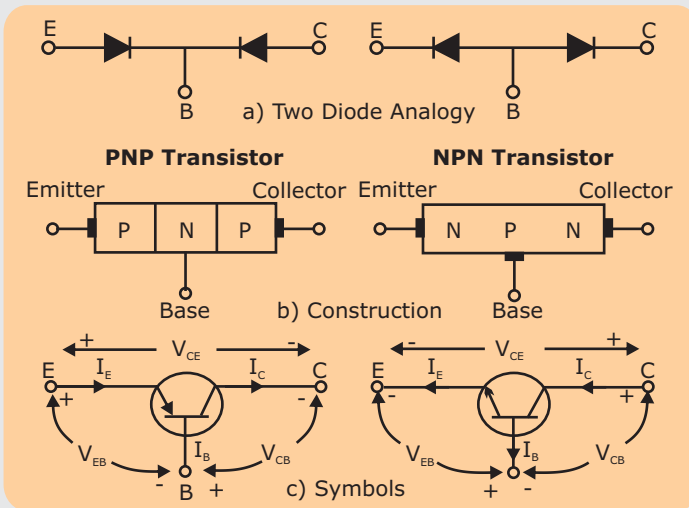 E C E C
B B
a) Two Diode Analogy
PNP Transistor NPN Transistor
Emitter Collector Emitter Collector
P N P N P N
Base Base
b) Construction
+ VCE - - VCE +
E IE IC C E IE IC C
+ - - +
VEB IB VCB VEB IB VCB
- B + + -
c) Symbols